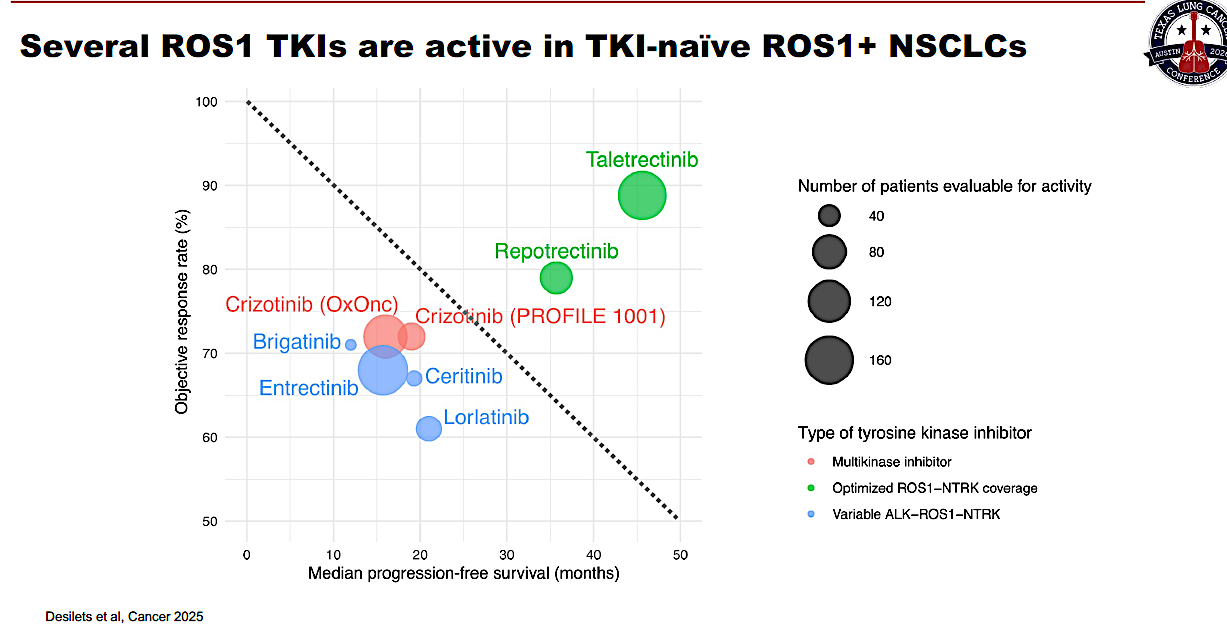 Several ROS1 TKIs are active in TKI-naïve ROS1+ NSCLCs
TEXAS LUNG CANCER
AUSTIN
CONFERENCE
100
90
80
70
60
50
Objective response rate (%)
Taletrectinib
Repotrectinib
Crizotinib (OxOnc)
Crizotinib (PROFILE 1001)
Brigatinib
Entrectinib
Ceritinib
Lorlatinib
0 10 20 30 40 50
Median progression-free survival (months)
Number of patients evaluable for activity
40
80
120
160
Type of tyrosine kinase inhibitor
Multikinase inhibitor
Optimized ROS1–NTRK coverage
Variable ALK–ROS1–NTRK
Desilets et al, Cancer 2025